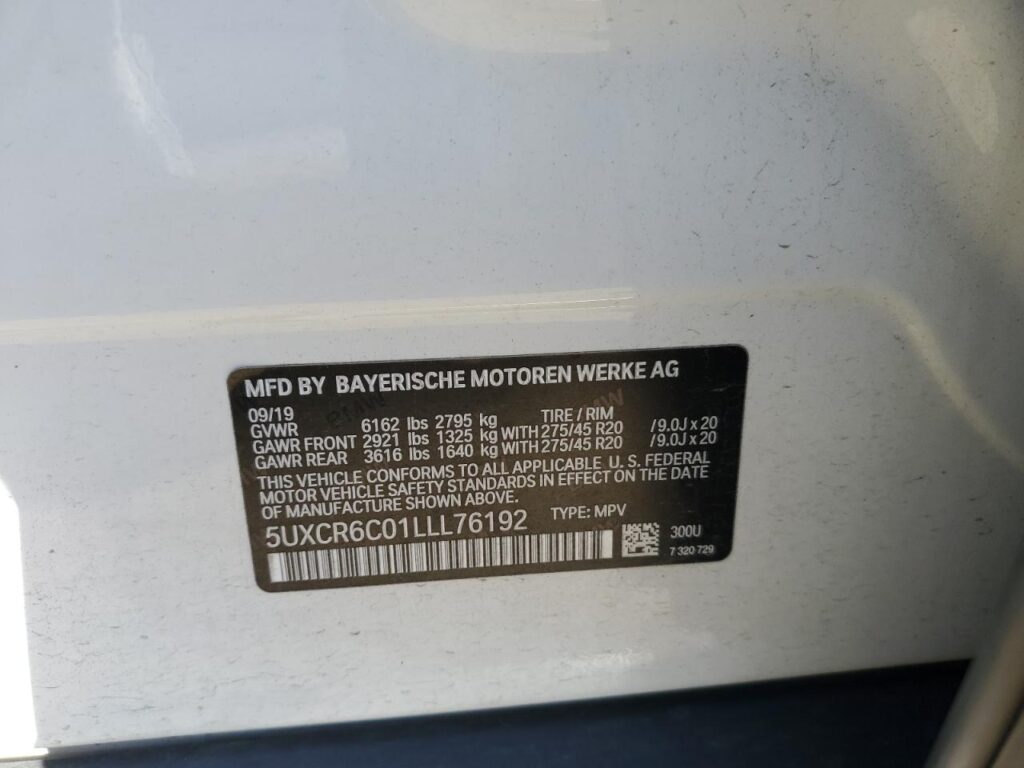 MFD BY BAYERISCHE MOTOREN WERKE AG
09/19 TIRE / RIM
GVWR 6162 lbs 2795 kg
GAWR FRONT 2921 lbs 1325 kg WITH 275/45 R20 /9.0J x 20
GAWR REAR 3616 lbs 1640 kg WITH 275/45 R20 /9.0J x 20
THIS VEHICLE CONFORMS TO ALL APPLICABLE U. S. FEDERAL
MOTOR VEHICLE SAFETY STANDARDS IN EFFECT ON THE DATE
OF MANUFACTURE SHOWN ABOVE.
5UXCR6C01LLL76192 TYPE: MPV
300U
7 320 729